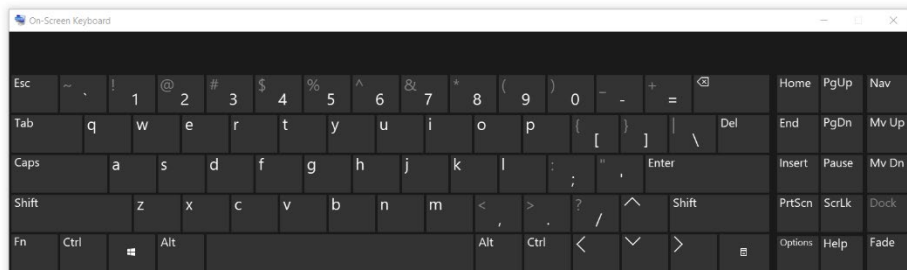 On-Screen Keyboard
Esc ~ ` ! 1 @ 2 # 3 $ 4 % 5 ^ 6 & 7 * 8 ( 9 ) 0 _ - + = Home PgUp Nav
Tab q w e r t y u i o p { [ } ] | \ Del End PgDn Mv Up
Caps a s d f g h j k l : ; " ' Enter Insert Pause Mv Dn
Shift z x c v b n m < , > . ? / Shift PrtScn ScrLk Dock
Fn Ctrl Alt Alt Ctrl Options Help Fade